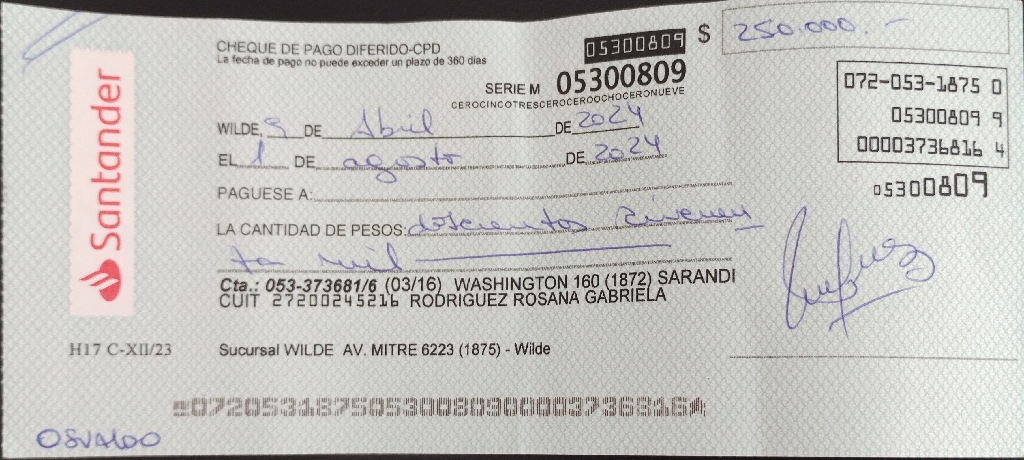 Santander
CHEQUE DE PAGO DIFERIDO-CPD
La fecha de pago no puede exceder un plazo de 360 días
05300809
$ 250.000.-
SERIE M 05300809
CEROCINCOTRESCEROCEROOCHOCERONUEVE
072-053-1875 0
05300809 9
00003736816 4
05300809
WILDE, 9 DE Abril DE 2024
EL 1 DE agosto DE 2024
PAGUESE A:
LA CANTIDAD DE PESOS: doscientos cincuen
ta mil
Cta.: 053-373681/6 (03/16) WASHINGTON 160 (1872) SARANDI
CUIT 27200245216 RODRIGUEZ ROSANA GABRIELA
H17 C-XII/23
Sucursal WILDE AV. MITRE 6223 (1875) - Wilde
072053187505300809000037368164
OSVALDO